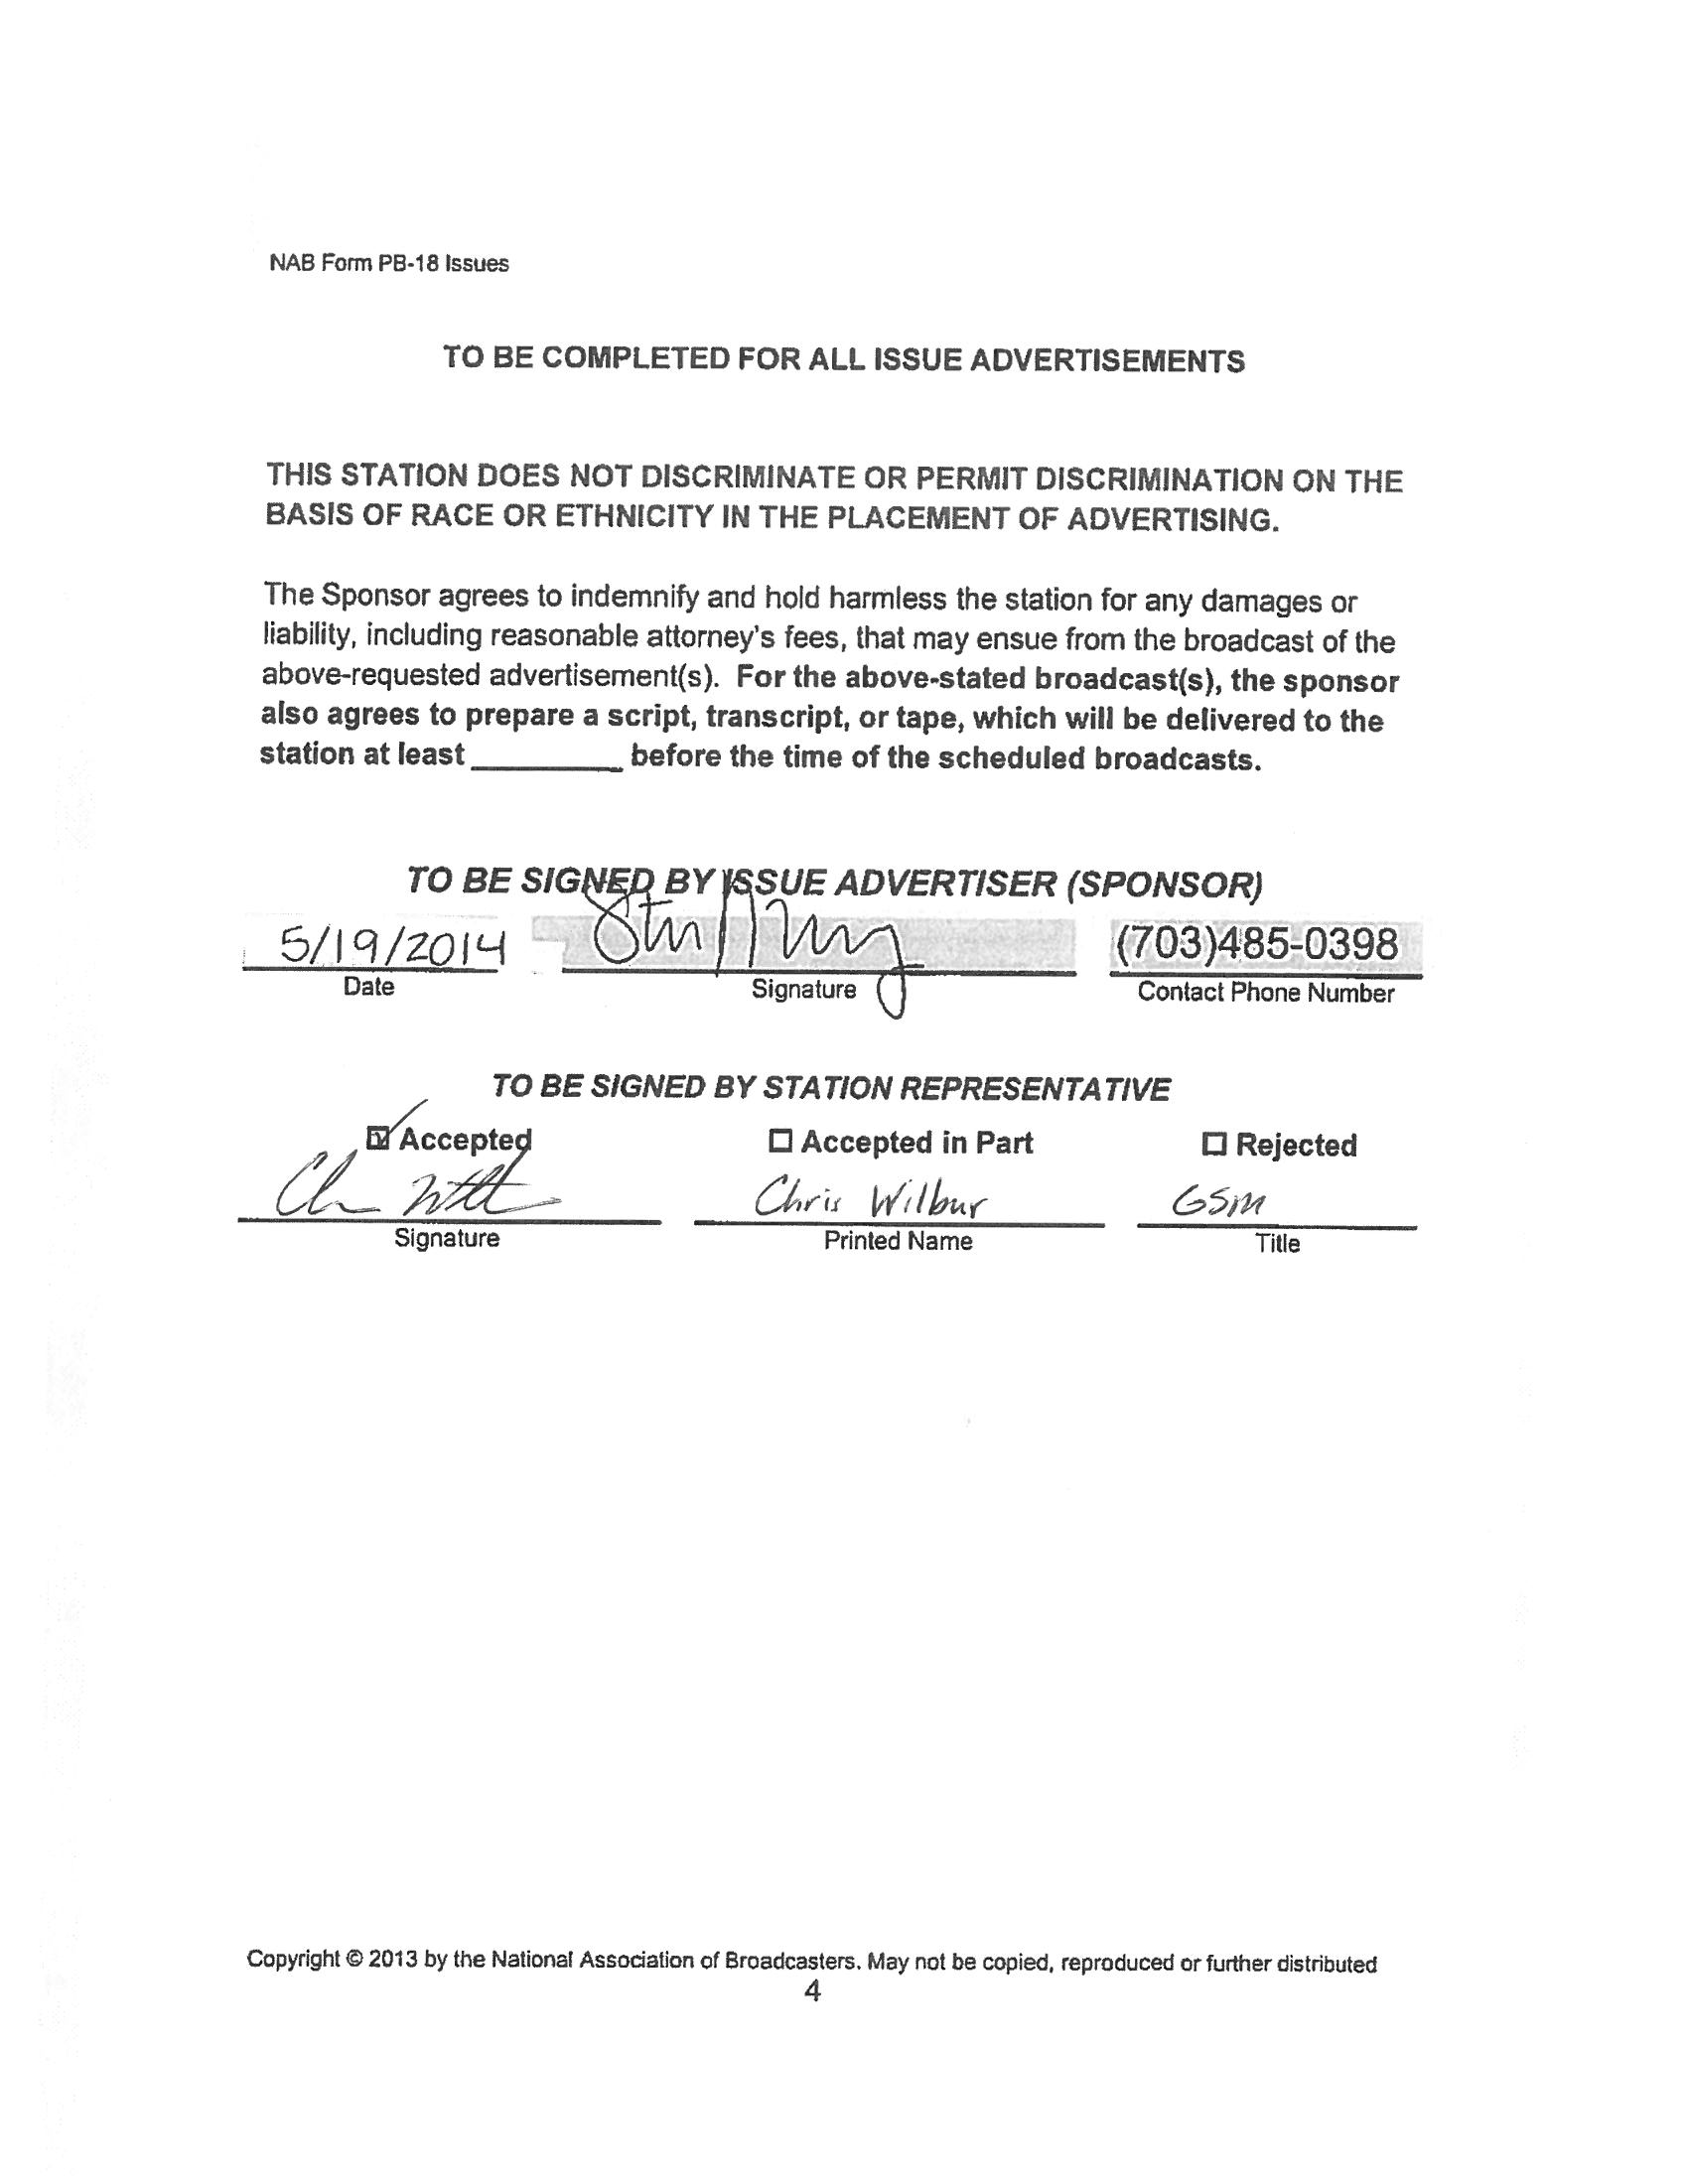 NAB Form PB-18 Issues
TO BE COMPLETED FOR ALL ISSUE ADVERTISEMENTS
THIS STATION DOES NOT DISCRIMINATE OR PERMIT DISCRIMINATION ON THE
BASIS OF RACE OR ETHNICITY IN THE PLACEMENT OF ADVERTISING.
The Sponsor agrees to indemnify and hold harmless the station for any damages or
liability, including reasonable attorney's fees, that may ensue from the broadcast of the
above-requested advertisement(s). For the above-stated broadcast(s), the sponsor
also agrees to prepare a script, transcript, or tape, which will be delivered to the
station at least ________ before the time of the scheduled broadcasts.
TO BE SIGNED BY ISSUE ADVERTISER (SPONSOR)
5/19/2014 (703)485-0398
Date Signature Contact Phone Number
TO BE SIGNED BY STATION REPRESENTATIVE
☑ Accepted ☐ Accepted in Part ☐ Rejected
Chris Wilbur GSM
Signature Printed Name Title
Copyright © 2013 by the National Association of Broadcasters. May not be copied, reproduced or further distributed
4